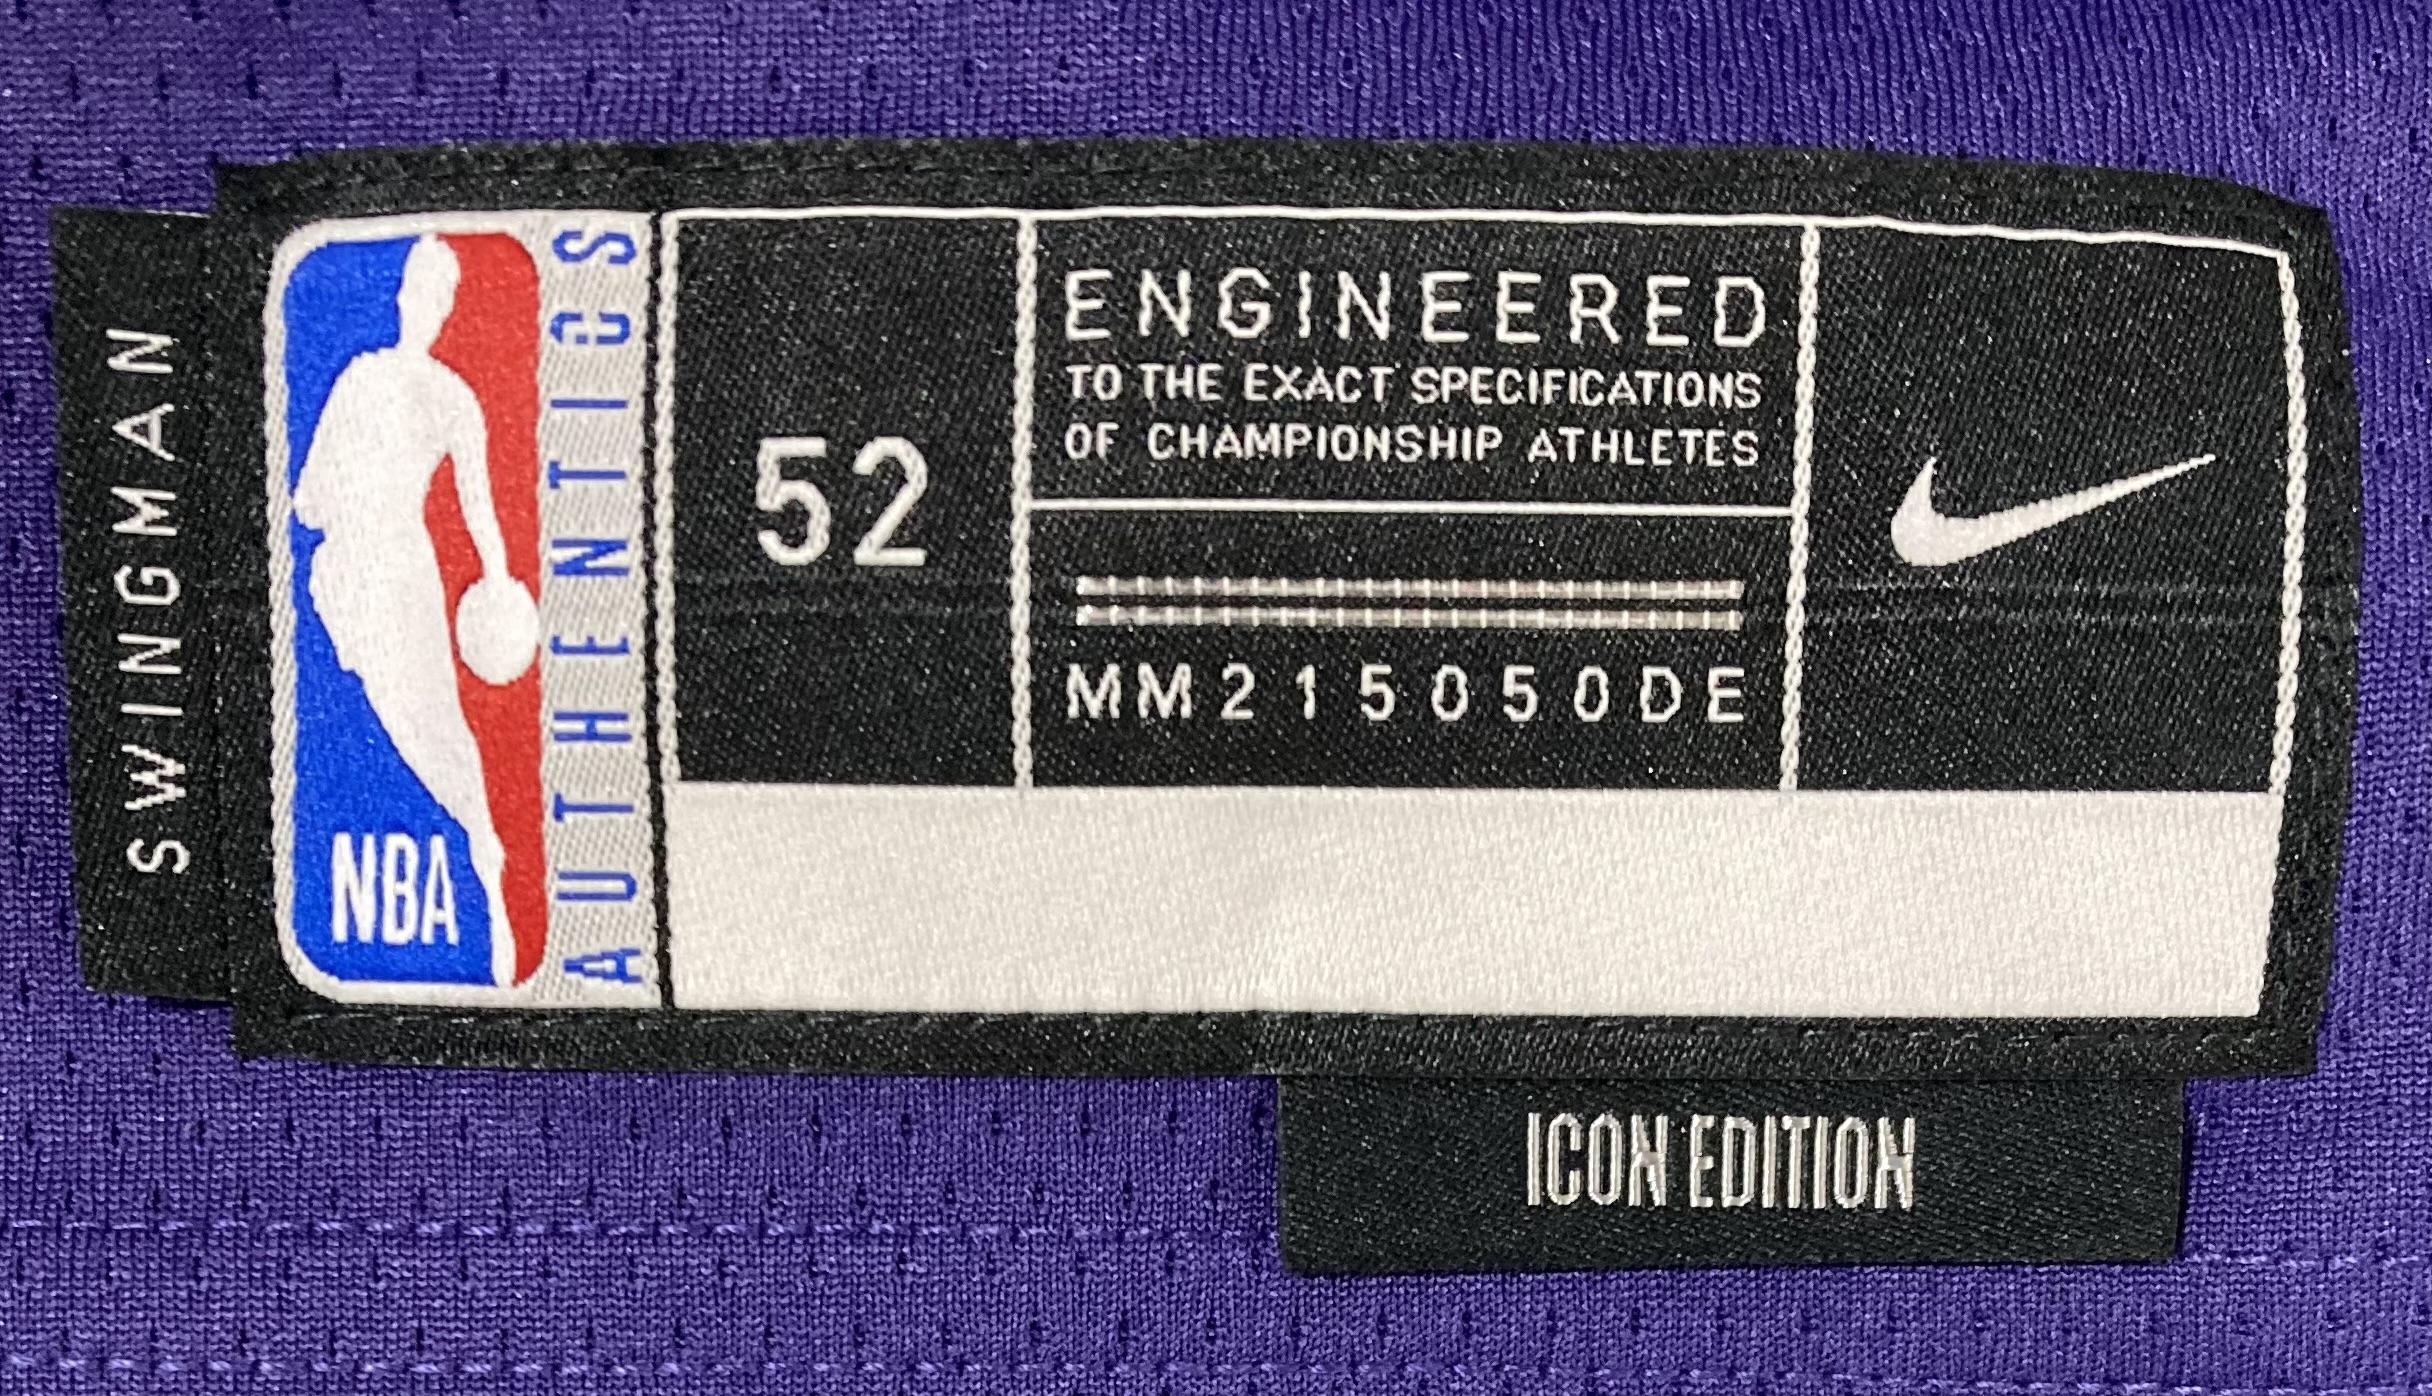 SWINGMAN
NBA
AUTHENTICS
52
ENGINEERED
TO THE EXACT SPECIFICATIONS
OF CHAMPIONSHIP ATHLETES
MM215050DE
ICON EDITION